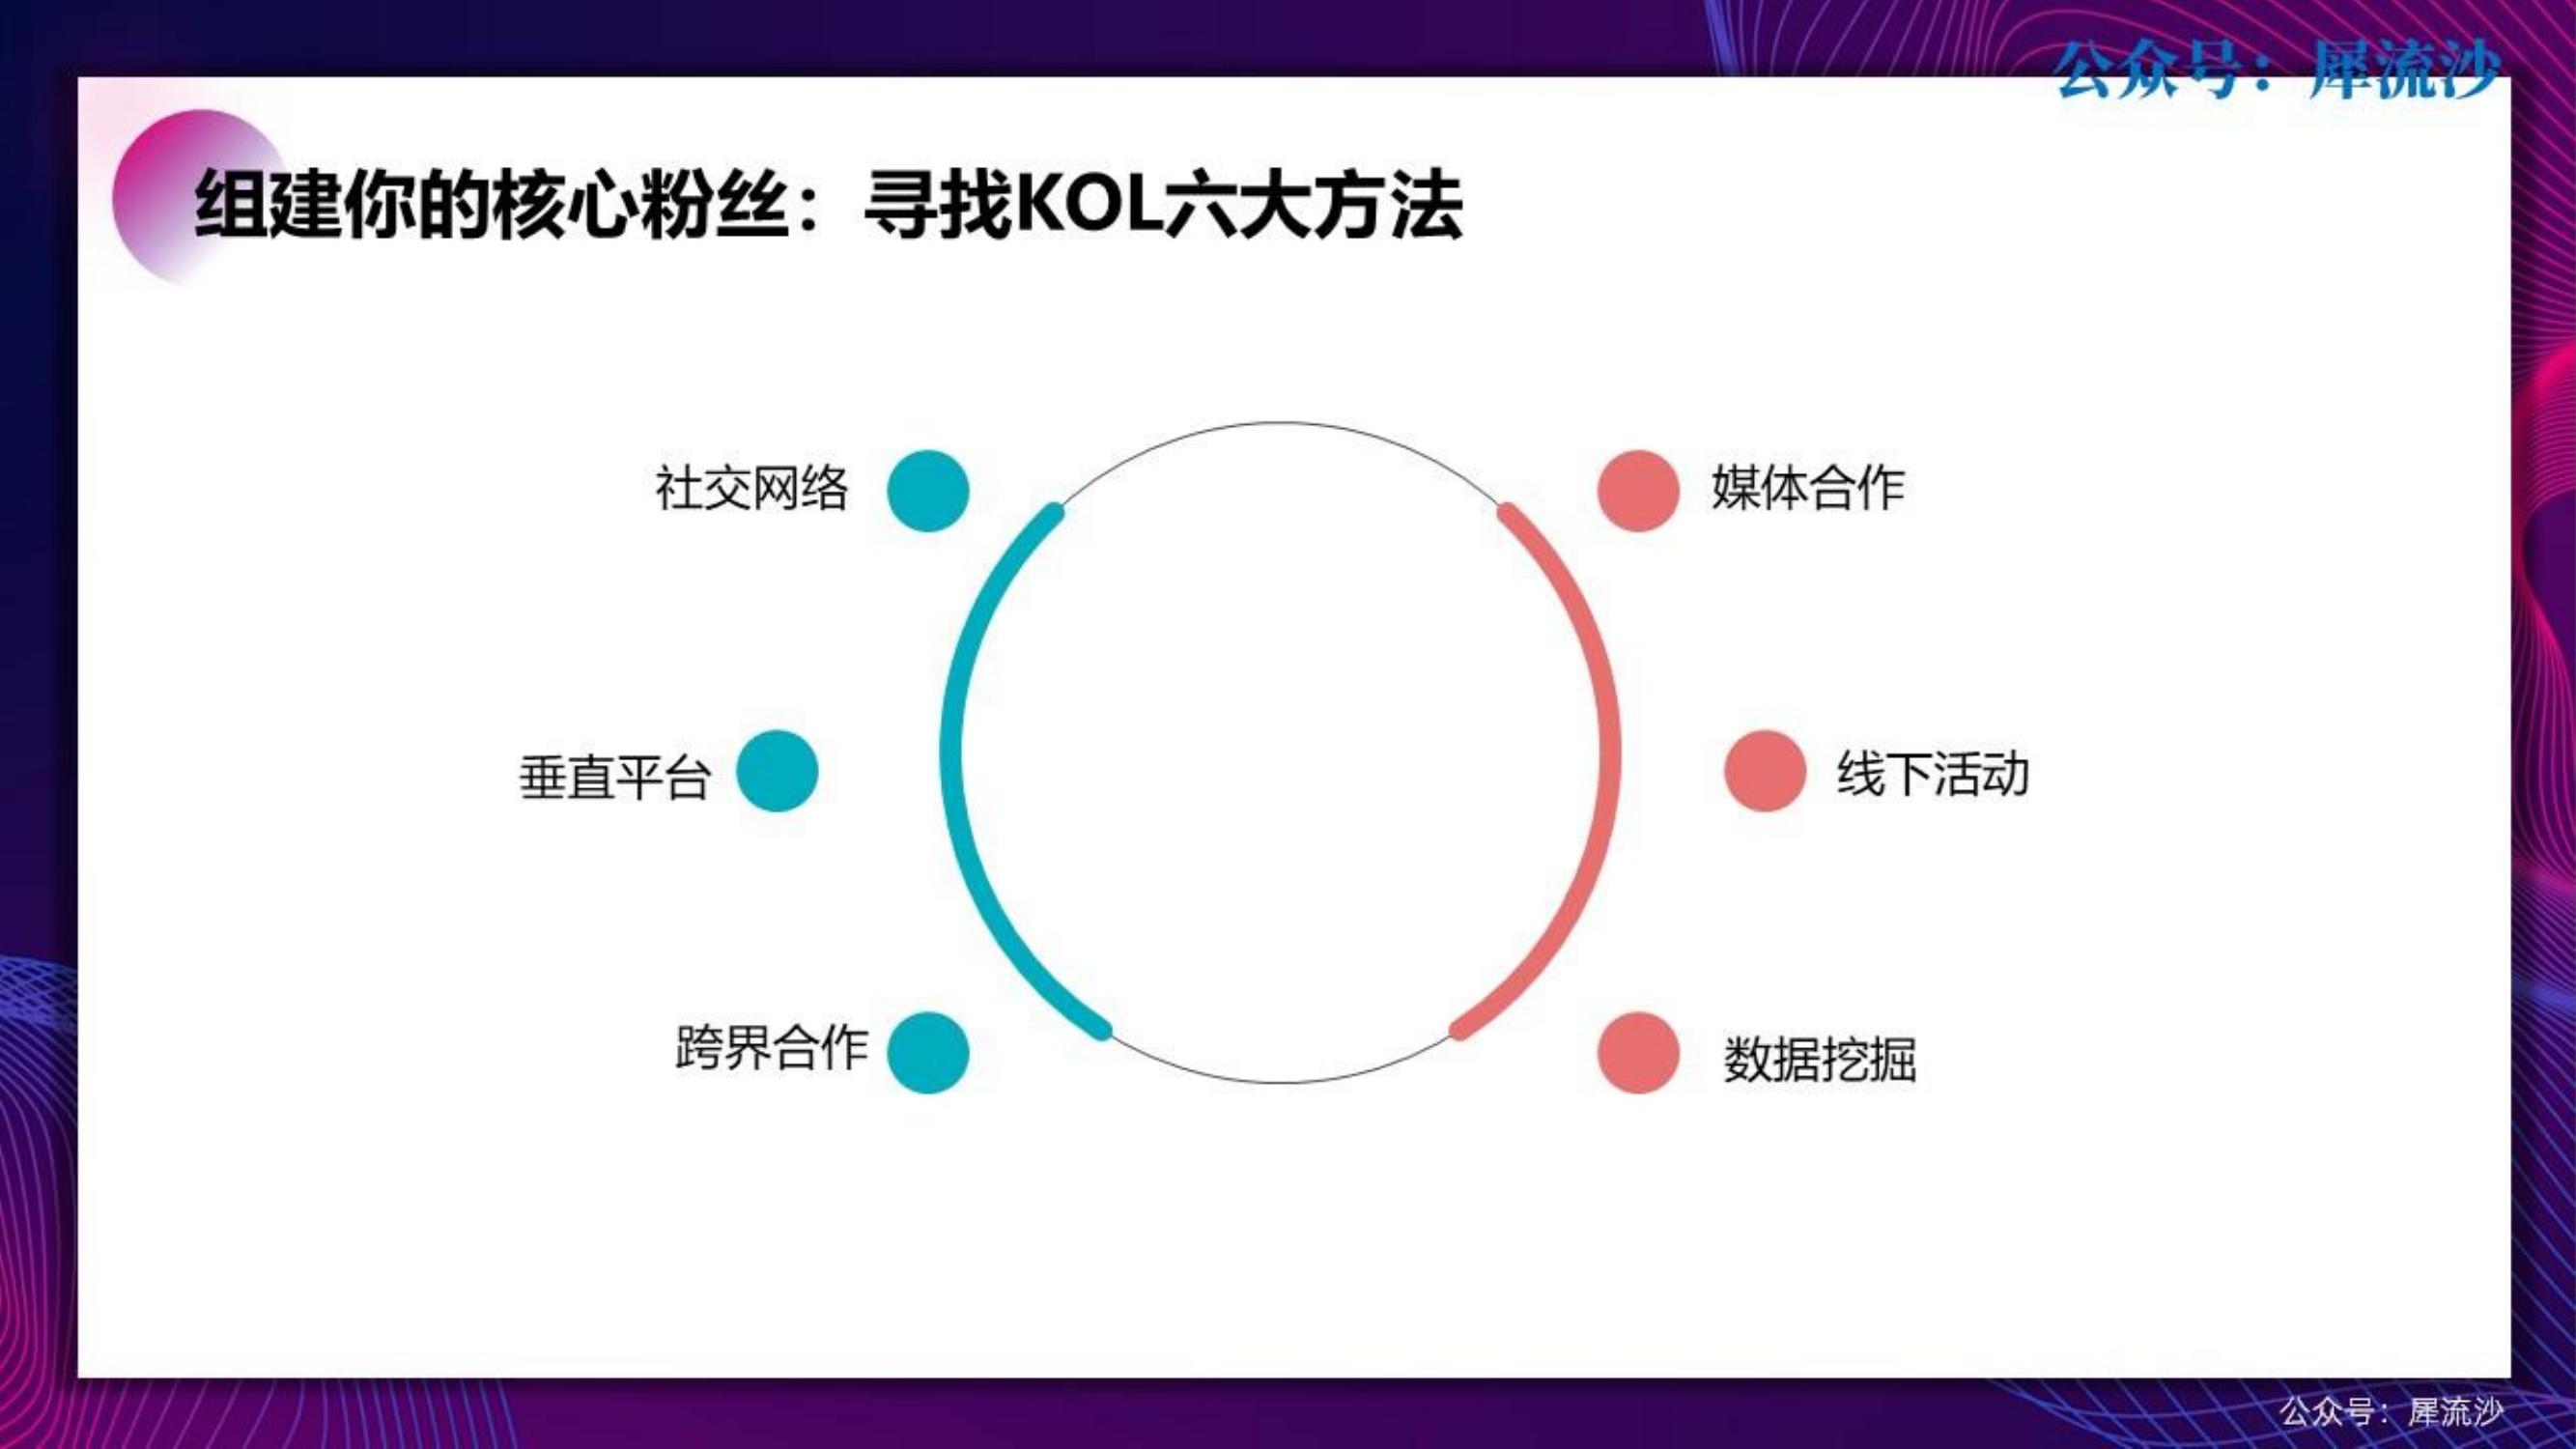 公众号：犀流沙
组建你的核心粉丝：寻找KOL六大方法
社交网络
媒体合作
垂直平台
线下活动
跨界合作
数据挖掘
公众号：犀流沙